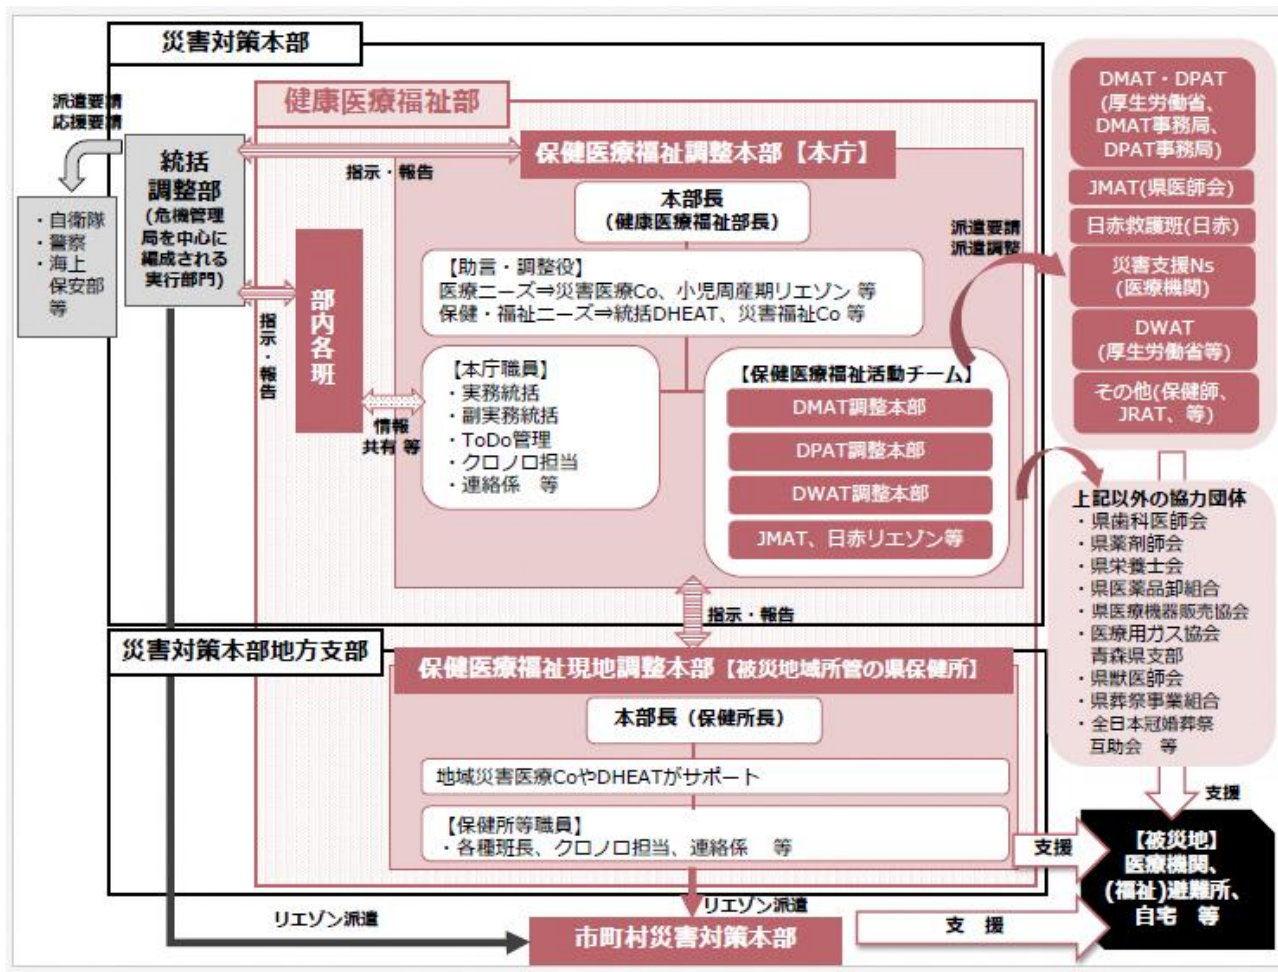 災害対策本部
派遣要請
応援要請
統括
調整部
(危機管理
局を中心に
編成される
実行部門)
・自衛隊
・警察
・海上
保安部
等
健康医療福祉部
指示・報告
指示・報告
部内各班
情報
共有 等
保健医療福祉調整本部【本庁】
本部長
(健康医療福祉部長)
【助言・調整役】
医療ニーズ⇒災害医療Co、小児周産期リエゾン 等
保健・福祉ニーズ⇒統括DHEAT、災害福祉Co 等
【本庁職員】
・実務統括
・副実務統括
・ToDo管理
・クロノロ担当
・連絡係 等
【保健医療福祉活動チーム】
DMAT調整本部
DPAT調整本部
DWAT調整本部
JMAT、日赤リエゾン等
派遣要請
派遣調整
DMAT・DPAT
(厚生労働省、
DMAT事務局、
DPAT事務局)
JMAT(県医師会)
日赤救護班(日赤)
災害支援Ns
(医療機関)
DWAT
(厚生労働省等)
その他(保健師、
JRAT、等)
上記以外の協力団体
・県歯科医師会
・県薬剤師会
・県栄養士会
・県医薬品卸組合
・県医療機器販売協会
・医療用ガス協会
青森県支部
・県獣医師会
・県葬祭事業組合
・全日本冠婚葬祭
互助会 等
支援
指示・報告
災害対策本部地方支部
保健医療福祉現地調整本部【被災地域所管の県保健所】
本部長(保健所長)
地域災害医療CoやDHEATがサポート
【保健所等職員】
・各種班長、クロノロ担当、連絡係 等
支援
【被災地】
医療機関、
(福祉)避難所、
自宅 等
リエゾン派遣
リエゾン派遣
市町村災害対策本部
支 援